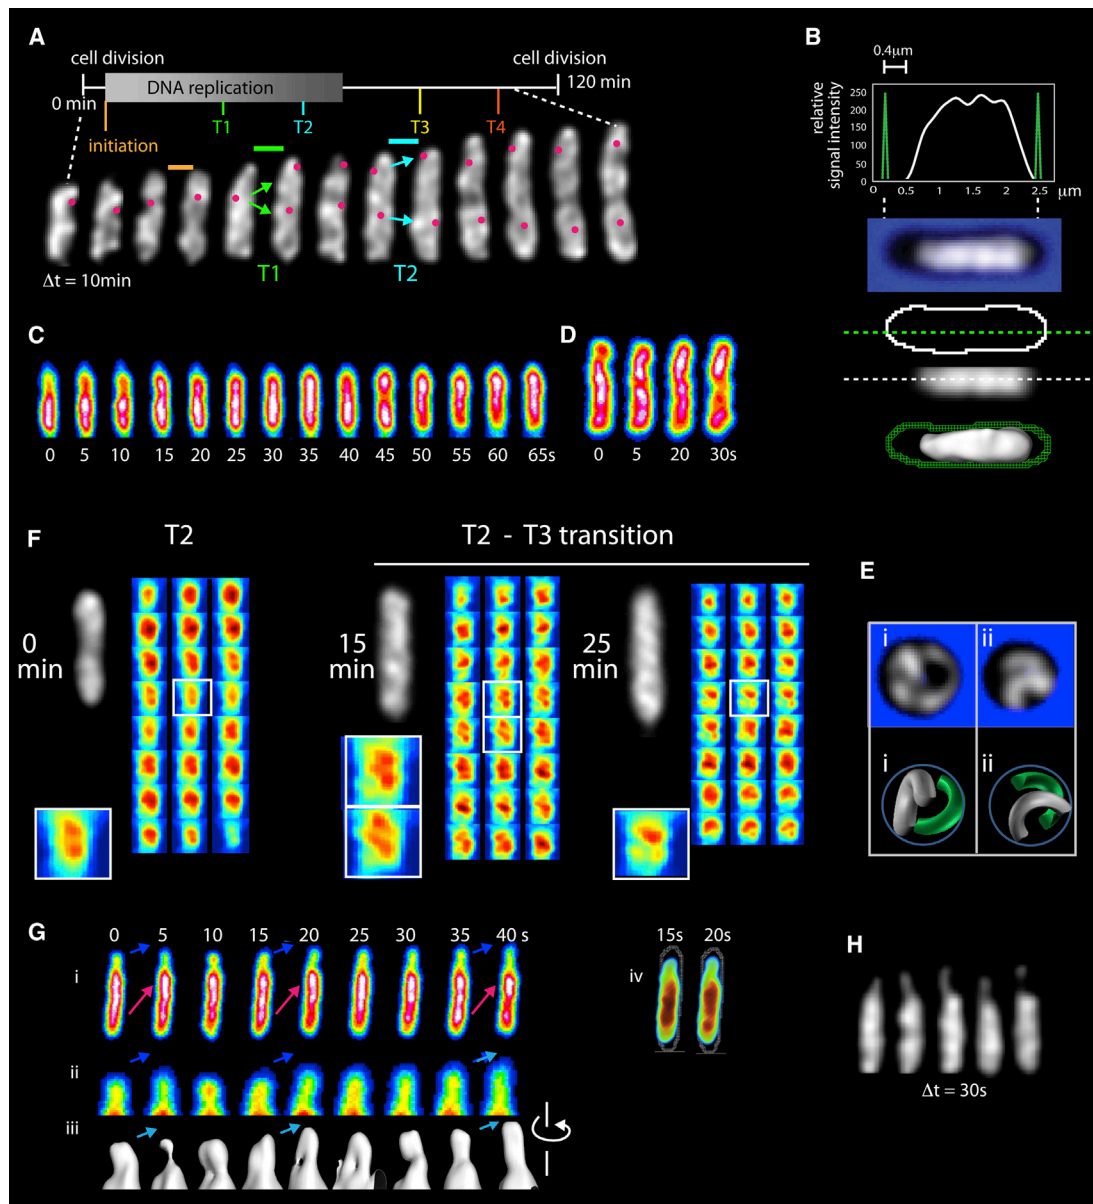 A
cell division
cell division
DNA replication
0 min
120 min
T1
T2
T3
T4
initiation
T1
T2
Δt = 10min
B
0.4μm
relative
signal intensity
250
200
150
100
50
0
0
0.5
1
1.5
2
2.5
μm
C
0 5 10 15 20 25 30 35 40 45 50 55 60 65s
D
0 5 20 30s
F
T2
T2 - T3 transition
0
min
15
min
25
min
E
i
ii
i
ii
G
0 5 10 15 20 25 30 35 40 s
i
ii
iii
15s 20s
iv
H
Δt = 30s